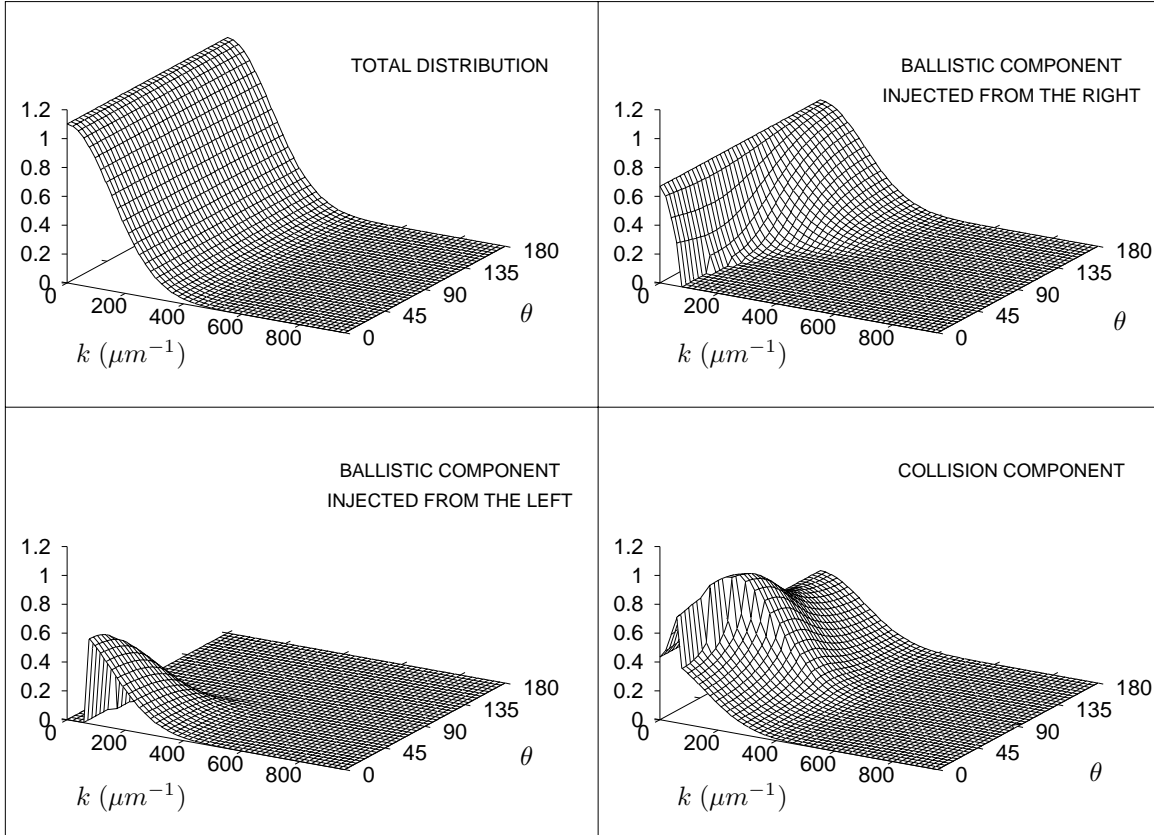 TOTAL DISTRIBUTION
1.2
1
0.8
0.6
0.4
0.2
0
0 200 400 600 800
0 45 90 135 180
k (μm⁻¹)
θ
BALLISTIC COMPONENT
INJECTED FROM THE RIGHT
1.2
1
0.8
0.6
0.4
0.2
0
0 200 400 600 800
0 45 90 135 180
k (μm⁻¹)
θ
BALLISTIC COMPONENT
INJECTED FROM THE LEFT
1.2
1
0.8
0.6
0.4
0.2
0
0 200 400 600 800
0 45 90 135 180
k (μm⁻¹)
θ
COLLISION COMPONENT
1.2
1
0.8
0.6
0.4
0.2
0
0 200 400 600 800
0 45 90 135 180
k (μm⁻¹)
θ